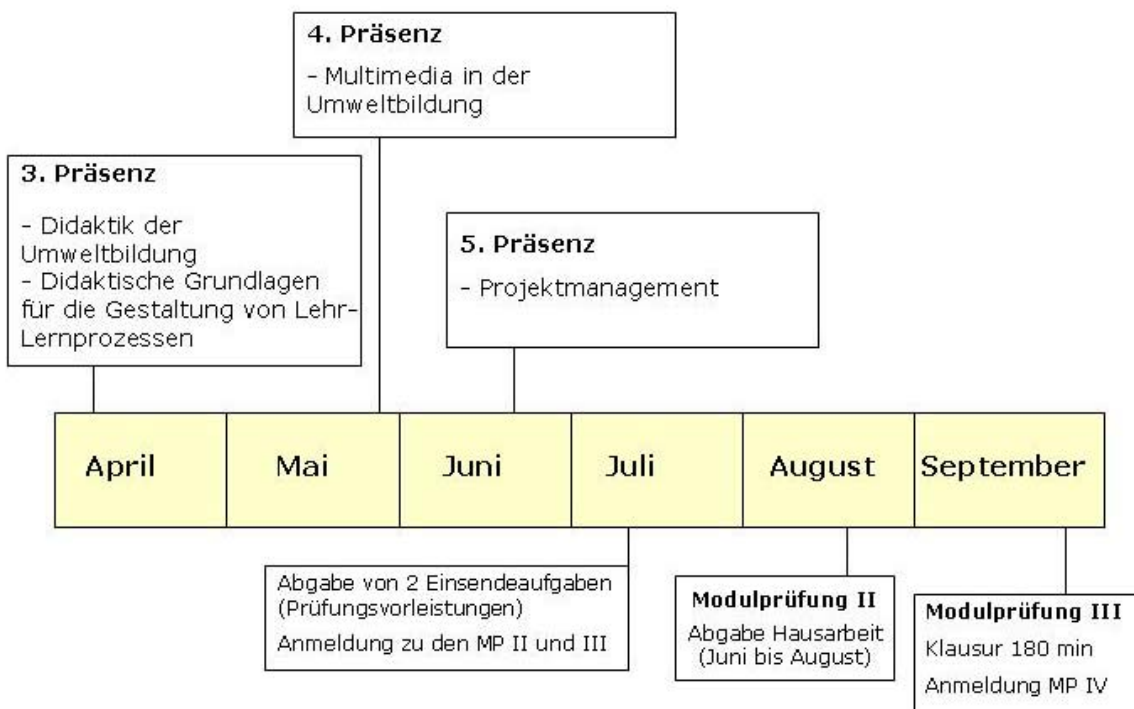 4. Präsenz
- Multimedia in der
Umweltbildung
3. Präsenz
- Didaktik der
Umweltbildung
- Didaktische Grundlagen
für die Gestaltung von Lehr-
Lernprozessen
5. Präsenz
- Projektmanagement
April
Mai
Juni
Juli
August
September
Abgabe von 2 Einsendeaufgaben
(Prüfungsvorleistungen)
Anmeldung zu den MP II und III
Modulprüfung II
Abgabe Hausarbeit
(Juni bis August)
Modulprüfung III
Klausur 180 min
Anmeldung MP IV